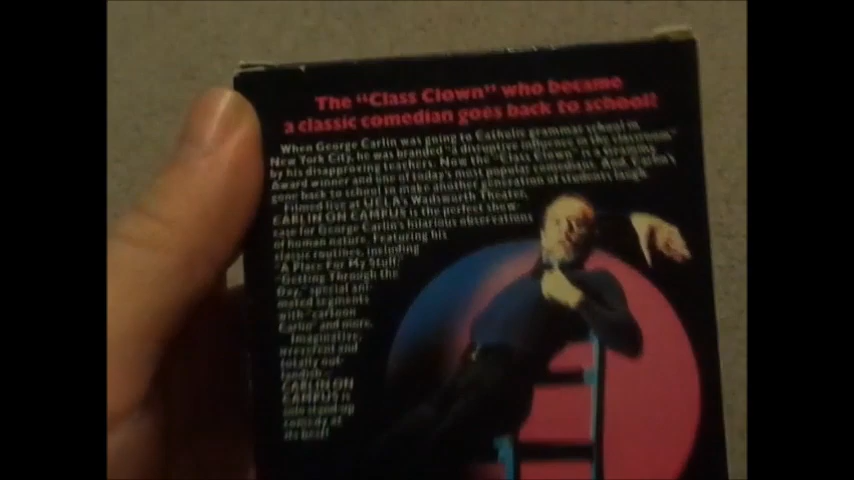 The "Class Clown" who became
a classic comedian goes back to school!
When George Carlin was going to Catholic grammar school in
New York City, he was branded "a disruptive influence in the classroom"
by his disapproving teachers. Now the "Class Clown" is a
Award winner and one of today's most popular comedians. And
gone back to school to make another generation of students laugh.
Filmed live at UCLA's Wadsworth Theater,
CARLIN ON CAMPUS is the perfect show-
case for George Carlin's hilarious observations
of human nature. Featuring his
classic routines, including
"A Place For My Stuff,"
"Getting Through the
Day," special ani-
mated segments
with "cartoon
Carlin" and more.
Imaginative,
irreverent and
totally out-
landish...
CARLIN ON
CAMPUS is
solo stand-up
comedy at
its best!